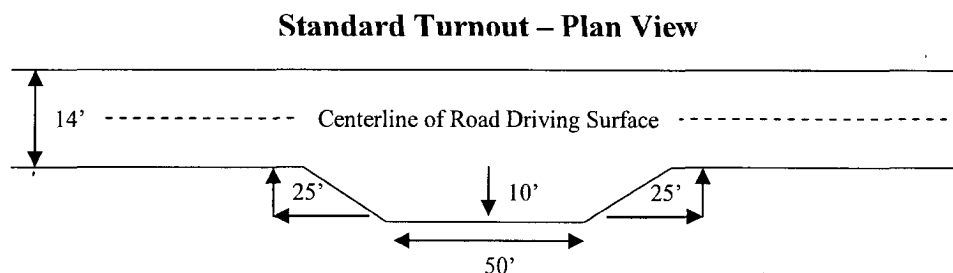 Standard Turnout – Plan View
14’
Centerline of Road Driving Surface
25’
10’
25’
50’